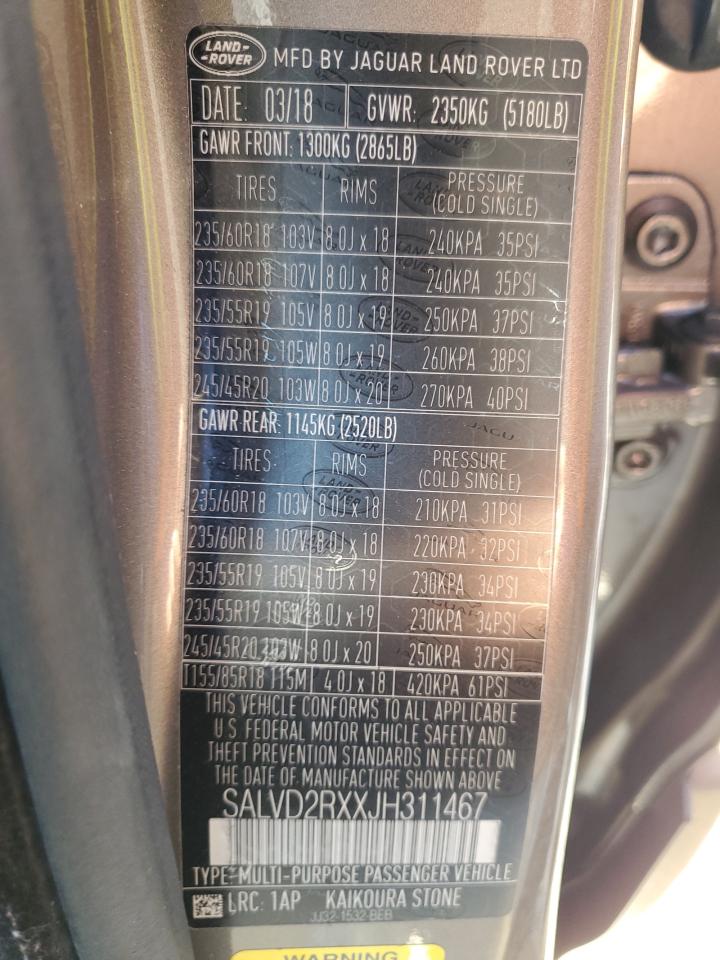 LAND-ROVER MFD BY JAGUAR LAND ROVER LTD
DATE: 03/18 GVWR: 2350KG (5180LB)
GAWR FRONT: 1300KG (2865LB)
TIRES RIMS PRESSURE (COLD SINGLE)
235/60R18 103V 8.0J x 18 240KPA 35PSI
235/60R18 107V 8.0J x 18 240KPA 35PSI
235/55R19 105V 8.0J x 19 250KPA 37PSI
235/55R19 105W 8.0J x 19 260KPA 38PSI
245/45R20 103W 8.0J x 20 270KPA 40PSI
GAWR REAR: 1145KG (2520LB)
TIRES RIMS PRESSURE (COLD SINGLE)
235/60R18 103V 8.0J x 18 210KPA 31PSI
235/60R18 107V 8.0J x 18 220KPA 32PSI
235/55R19 105V 8.0J x 19 230KPA 34PSI
235/55R19 105W 8.0J x 19 230KPA 34PSI
245/45R20 103W 8.0J x 20 250KPA 37PSI
T155/85R18 115M 4.0J x 18 420KPA 61PSI
THIS VEHICLE CONFORMS TO ALL APPLICABLE
U S FEDERAL MOTOR VEHICLE SAFETY AND
THEFT PREVENTION STANDARDS IN EFFECT ON
THE DATE OF MANUFACTURE SHOWN ABOVE
SALVD2RXXJH311467
TYPE: MULTI-PURPOSE PASSENGER VEHICLE
LRC: 1AP KAIKOURA STONE
JJ32-1532-BEB
WARNING